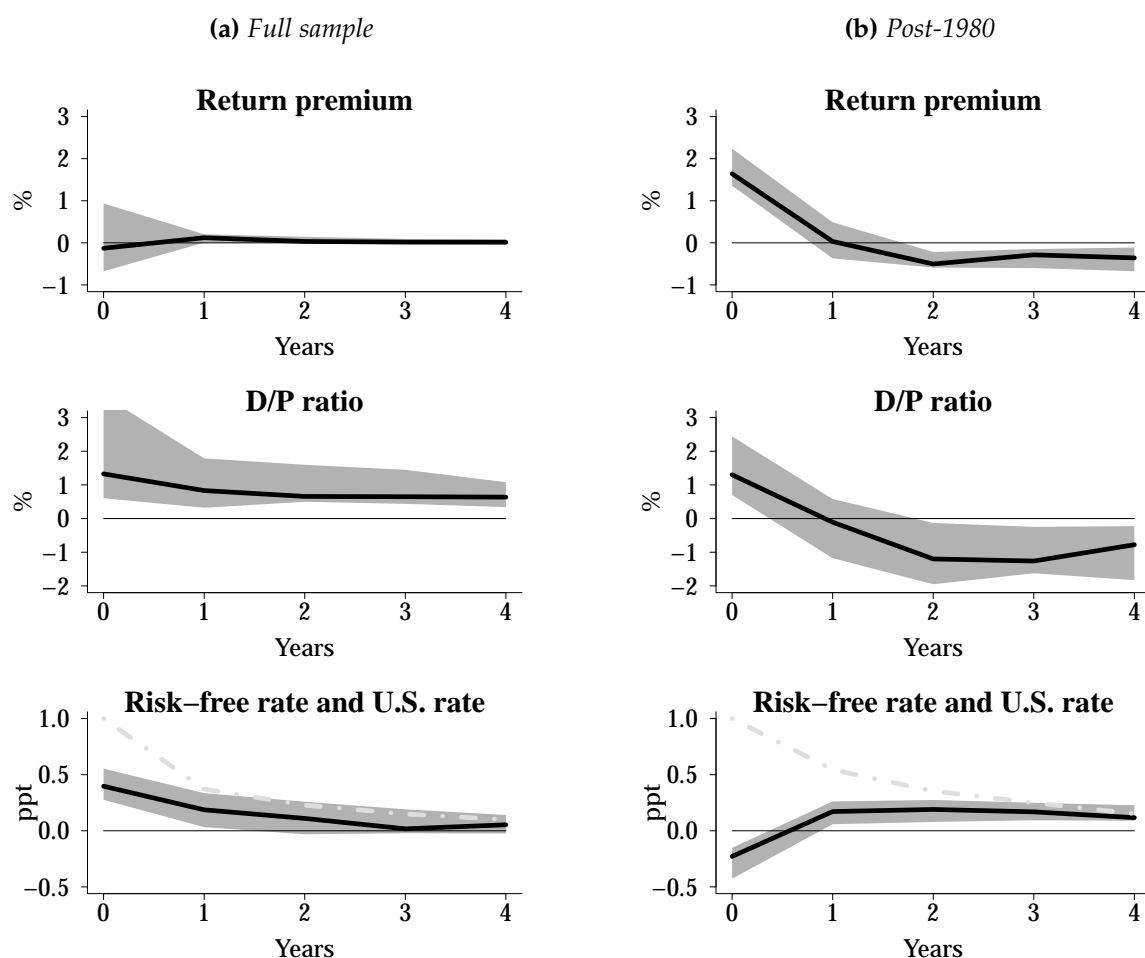 (a) Full sample
(b) Post-1980
Return premium
3
2
1
0
−1
%
0 1 2 3 4
Years
Return premium
3
2
1
0
−1
%
0 1 2 3 4
Years
D/P ratio
3
2
1
0
−1
−2
%
0 1 2 3 4
Years
D/P ratio
3
2
1
0
−1
−2
%
0 1 2 3 4
Years
Risk−free rate and U.S. rate
1.0
0.5
0.0
−0.5
ppt
0 1 2 3 4
Years
Risk−free rate and U.S. rate
1.0
0.5
0.0
−0.5
ppt
0 1 2 3 4
Years